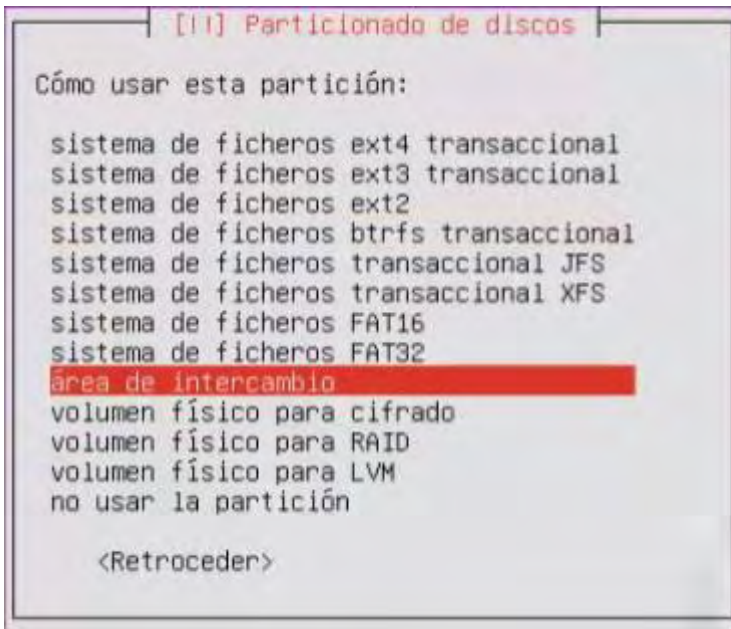 [!!] Particionado de discos
Cómo usar esta partición:
sistema de ficheros ext4 transaccional
sistema de ficheros ext3 transaccional
sistema de ficheros ext2
sistema de ficheros btrfs transaccional
sistema de ficheros transaccional JFS
sistema de ficheros transaccional XFS
sistema de ficheros FAT16
sistema de ficheros FAT32
área de intercambio
volumen físico para cifrado
volumen físico para RAID
volumen físico para LVM
no usar la partición
<Retroceder>